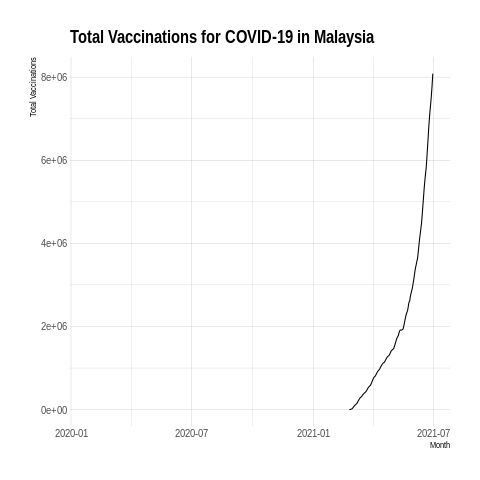 Total Vaccinations for COVID-19 in Malaysia
Total Vaccinations
8e+06
6e+06
4e+06
2e+06
0e+00
2020-01 2020-07 2021-01 2021-07
Month